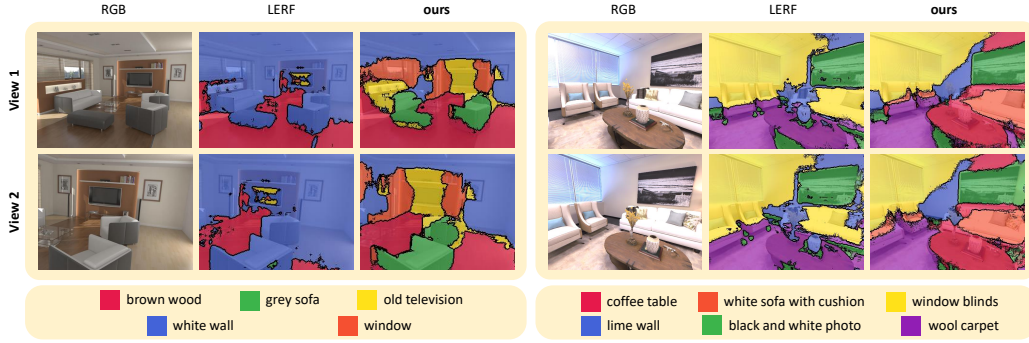 RGB LERF ours RGB LERF ours
View 1
View 2
brown wood grey sofa old television
white wall window
coffee table white sofa with cushion window blinds
lime wall black and white photo wool carpet